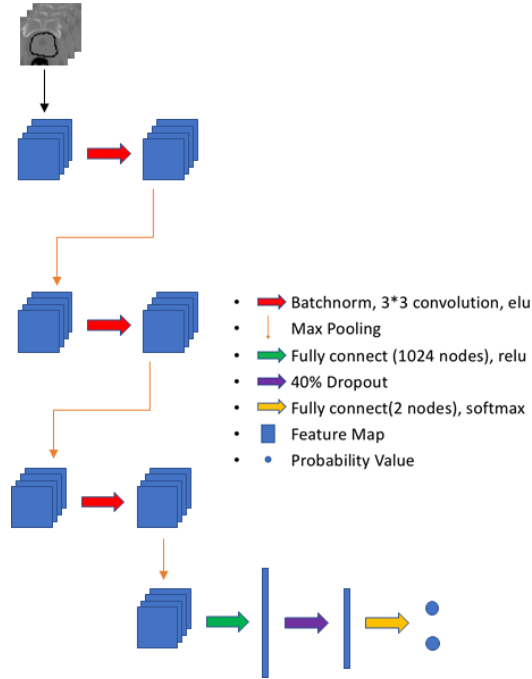 Batchnorm, 3*3 convolution, elu
Max Pooling
Fully connect (1024 nodes), relu
40% Dropout
Fully connect(2 nodes), softmax
Feature Map
Probability Value